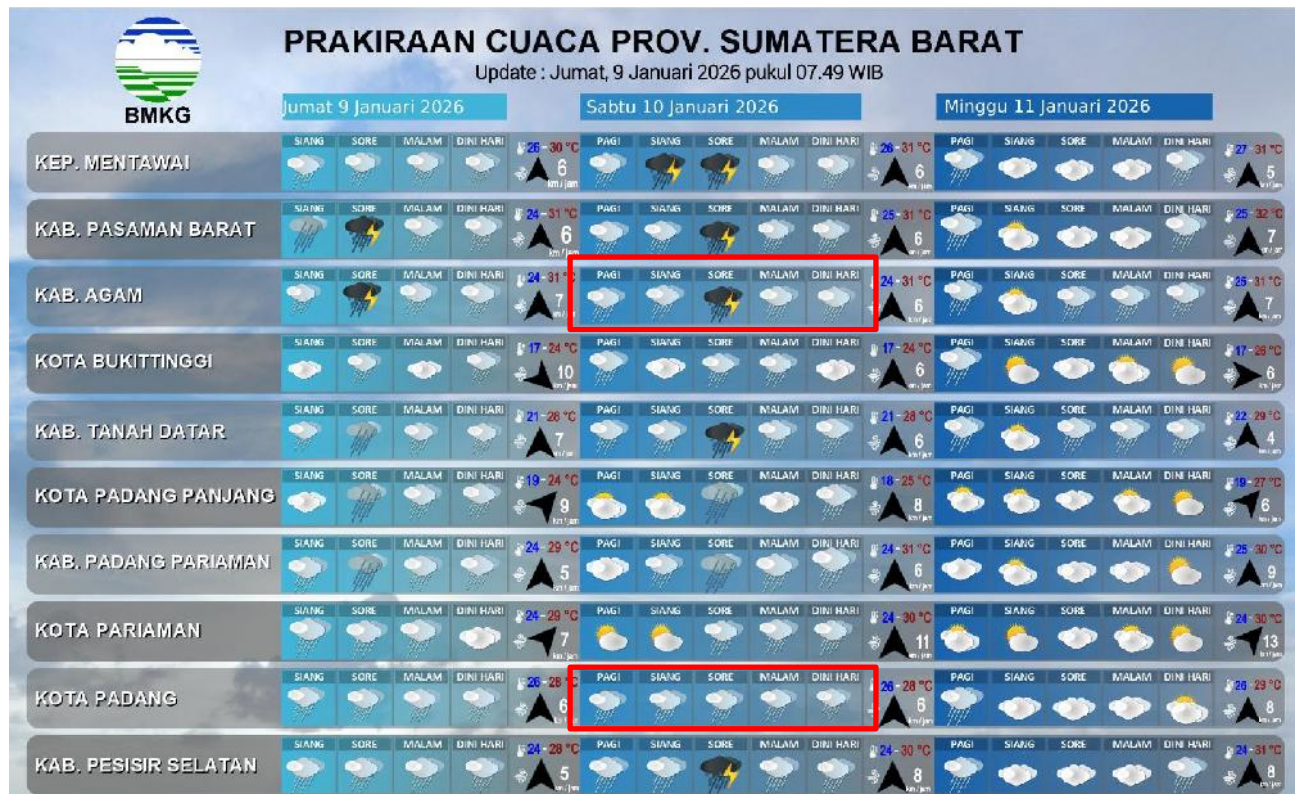 PRAKIRAAN CUACA PROV. SUMATERA BARAT
Update : Jumat, 9 Januari 2026 pukul 07.49 WIB
BMKG
Jumat 9 Januari 2026 Sabtu 10 Januari 2026 Minggu 11 Januari 2026
SIANG SORE MALAM DINI HARI 26-30 °C PAGI SIANG SORE MALAM DINI HARI 26-31 °C PAGI SIANG SORE MALAM DINI HARI 27-31 °C
KEP. MENTAWAI 6 km/jam 6 km/jam 5 km/jam
SIANG SORE MALAM DINI HARI 24-31 °C PAGI SIANG SORE MALAM DINI HARI 25-31 °C PAGI SIANG SORE MALAM DINI HARI 25-32 °C
KAB. PASAMAN BARAT 6 km/jam 6 km/jam 7 km/jam
SIANG SORE MALAM DINI HARI 24-31 °C PAGI SIANG SORE MALAM DINI HARI 24-31 °C PAGI SIANG SORE MALAM DINI HARI 25-31 °C
KAB. AGAM 7 km/jam 6 km/jam 7 km/jam
SIANG SORE MALAM DINI HARI 17-24 °C PAGI SIANG SORE MALAM DINI HARI 17-24 °C PAGI SIANG SORE MALAM DINI HARI 17-26 °C
KOTA BUKITTINGGI 10 km/jam 6 km/jam 6 km/jam
SIANG SORE MALAM DINI HARI 21-28 °C PAGI SIANG SORE MALAM DINI HARI 21-28 °C PAGI SIANG SORE MALAM DINI HARI 22-29 °C
KAB. TANAH DATAR 7 km/jam 6 km/jam 4 km/jam
SIANG SORE MALAM DINI HARI 19-24 °C PAGI SIANG SORE MALAM DINI HARI 18-25 °C PAGI SIANG SORE MALAM DINI HARI 19-27 °C
KOTA PADANG PANJANG 9 km/jam 8 km/jam 6 km/jam
SIANG SORE MALAM DINI HARI 24-29 °C PAGI SIANG SORE MALAM DINI HARI 24-31 °C PAGI SIANG SORE MALAM DINI HARI 25-30 °C
KAB. PADANG PARIAMAN 5 km/jam 6 km/jam 9 km/jam
SIANG SORE MALAM DINI HARI 24-29 °C PAGI SIANG SORE MALAM DINI HARI 24-30 °C PAGI SIANG SORE MALAM DINI HARI 24-30 °C
KOTA PARIAMAN 7 km/jam 11 km/jam 13 km/jam
SIANG SORE MALAM DINI HARI 26-28 °C PAGI SIANG SORE MALAM DINI HARI 26-28 °C PAGI SIANG SORE MALAM DINI HARI 26-29 °C
KOTA PADANG 6 km/jam 6 km/jam 8 km/jam
SIANG SORE MALAM DINI HARI 24-28 °C PAGI SIANG SORE MALAM DINI HARI 24-30 °C PAGI SIANG SORE MALAM DINI HARI 24-31 °C
KAB. PESISIR SELATAN 5 km/jam 8 km/jam 8 km/jam